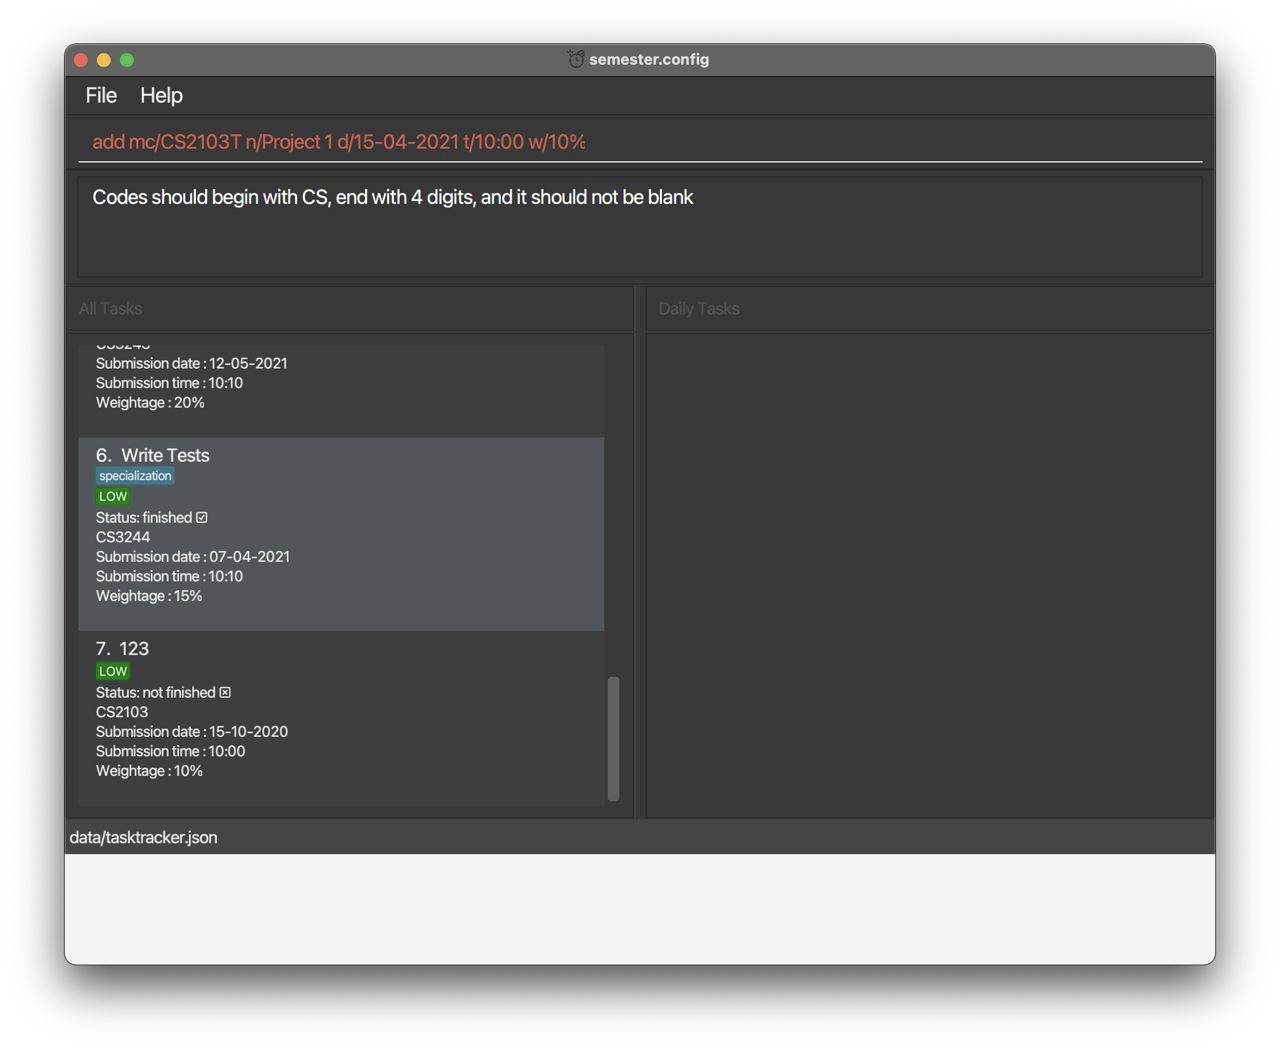 semester.config
File Help
add mc/CS2103T n/Project 1 d/15-04-2021 t/10:00 w/10%
Codes should begin with CS, end with 4 digits, and it should not be blank
All Tasks
Daily Tasks
Submission date : 12-05-2021
Submission time : 10:10
Weightage : 20%
6. Write Tests
specialization
LOW
Status: finished ☑
CS3244
Submission date : 07-04-2021
Submission time : 10:10
Weightage : 15%
7. 123
LOW
Status: not finished ☒
CS2103
Submission date : 15-10-2020
Submission time : 10:00
Weightage : 10%
data/tasktracker.json